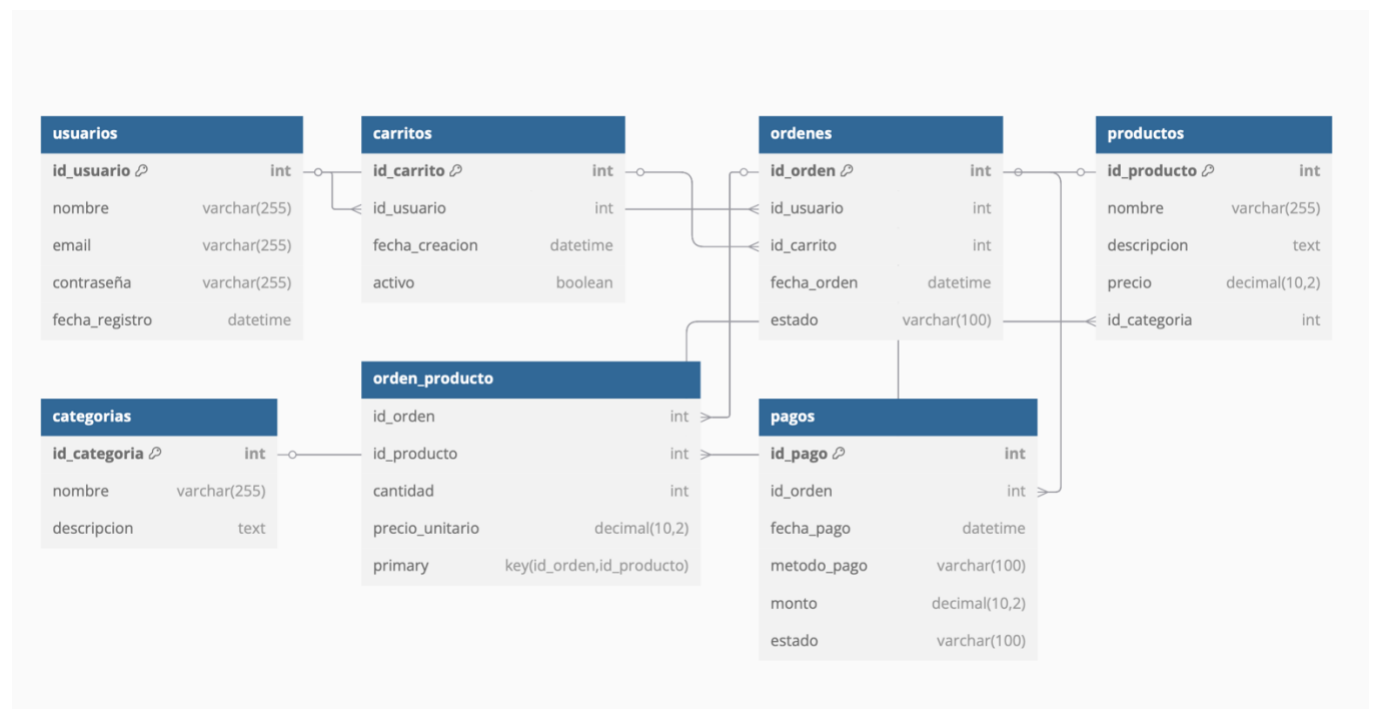 usuarios
id_usuario int
nombre varchar(255)
email varchar(255)
contraseña varchar(255)
fecha_registro datetime
carritos
id_carrito int
id_usuario int
fecha_creacion datetime
activo boolean
ordenes
id_orden int
id_usuario int
id_carrito int
fecha_orden datetime
estado varchar(100)
productos
id_producto int
nombre varchar(255)
descripcion text
precio decimal(10,2)
id_categoria int
categorias
id_categoria int
nombre varchar(255)
descripcion text
orden_producto
id_orden int
id_producto int
cantidad int
precio_unitario decimal(10,2)
primary key(id_orden,id_producto)
pagos
id_pago int
id_orden int
fecha_pago datetime
metodo_pago varchar(100)
monto decimal(10,2)
estado varchar(100)